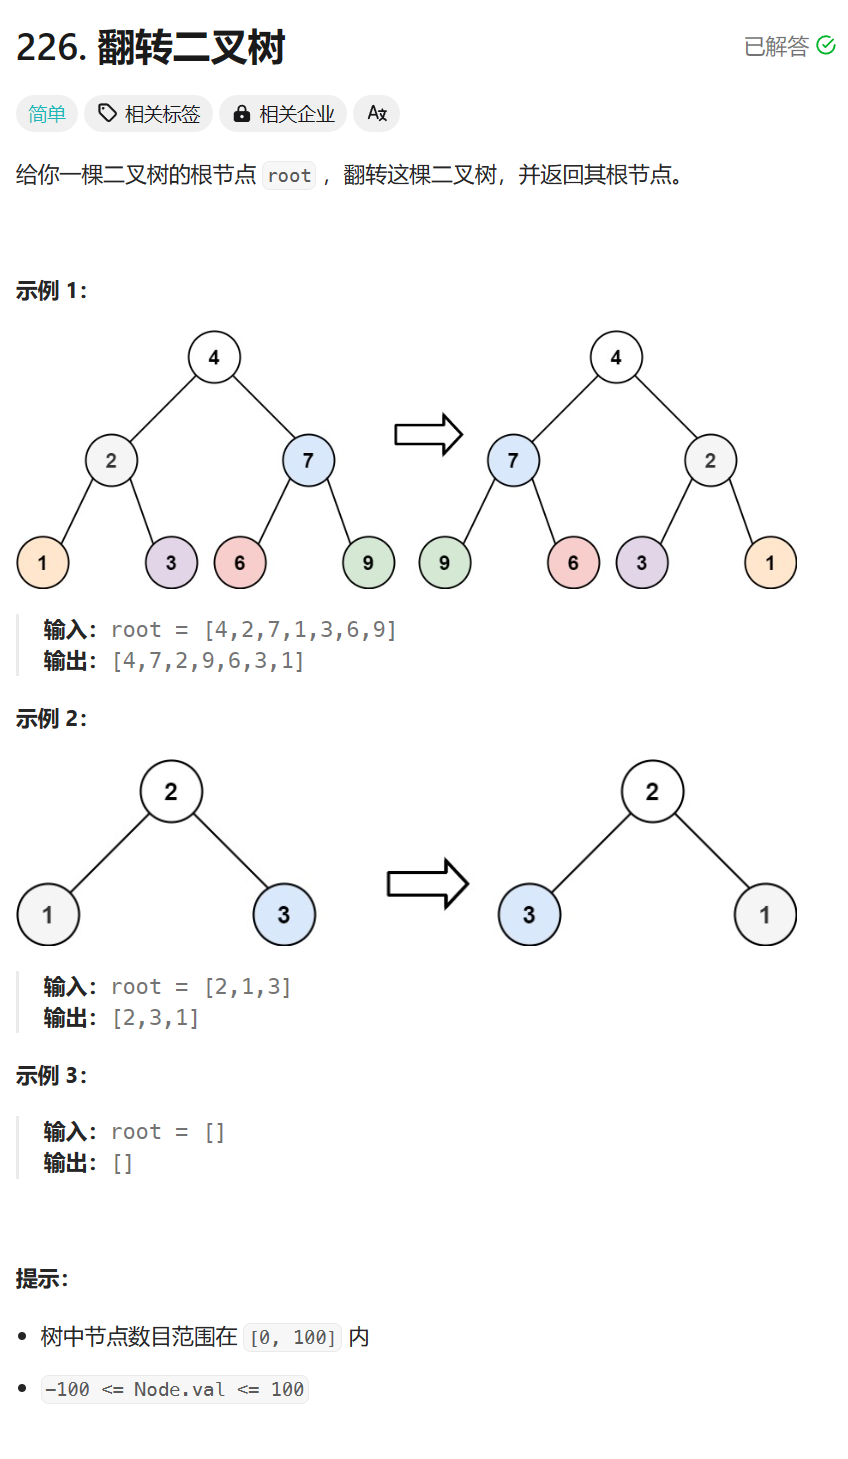 226. 翻转二叉树
已解答
简单 相关标签 相关企业 A文
给你一棵二叉树的根节点 root ，翻转这棵二叉树，并返回其根节点。
示例 1：
4 4
2 7 7 2
1 3 6 9 9 6 3 1
输入：root = [4,2,7,1,3,6,9]
输出：[4,7,2,9,6,3,1]
示例 2：
2 2
1 3 3 1
输入：root = [2,1,3]
输出：[2,3,1]
示例 3：
输入：root = []
输出：[]
提示：
• 树中节点数目范围在 [0, 100] 内
• -100 <= Node.val <= 100